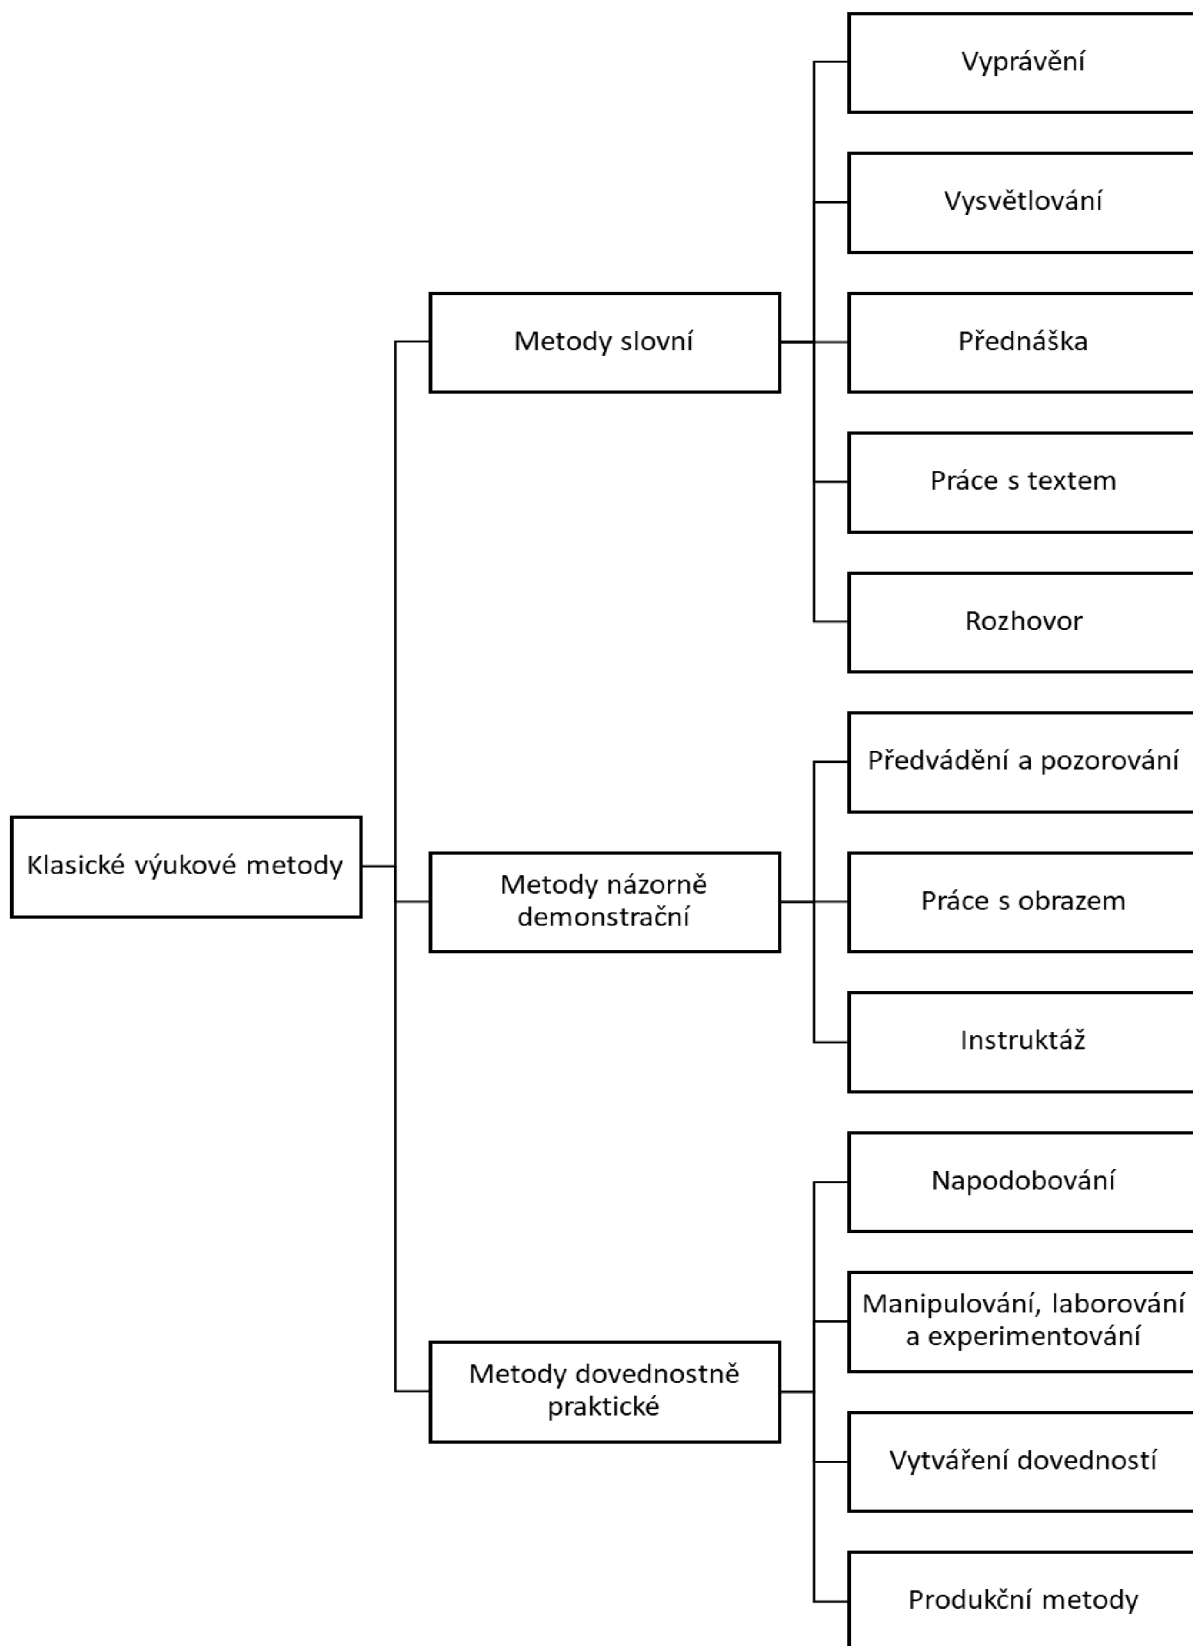 Klasické výukové metody
Metody slovní
Vyprávění
Vysvětlování
Přednáška
Práce s textem
Rozhovor
Metody názorně
demonstrační
Předvádění a pozorování
Práce s obrazem
Instruktáž
Metody dovednostně
praktické
Napodobování
Manipulování, laborování
a experimentování
Vytváření dovedností
Produkční metody